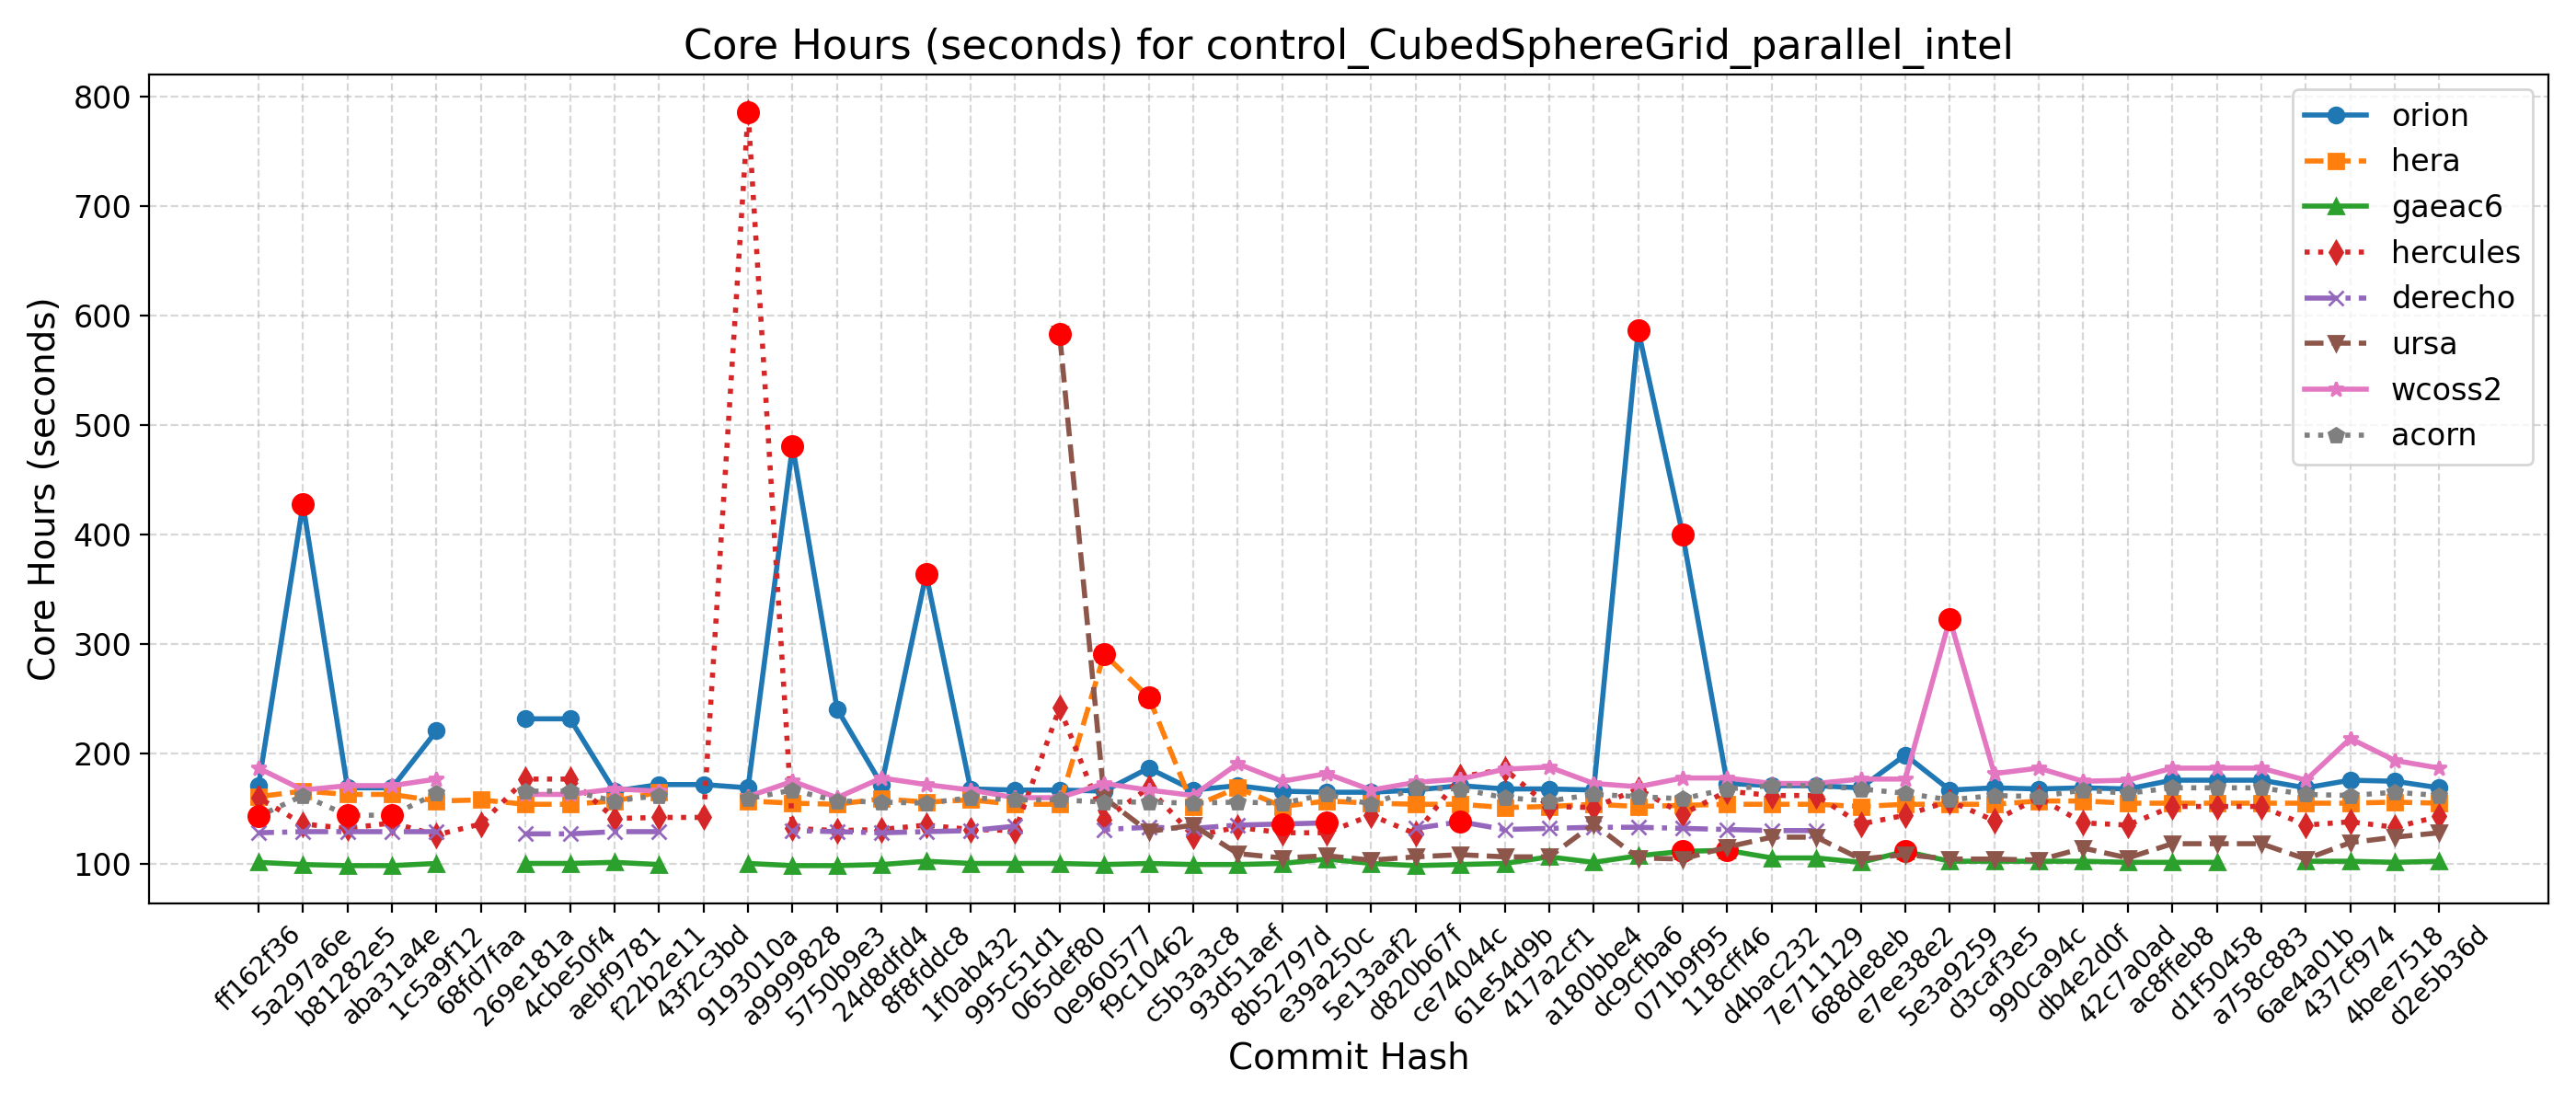 Core Hours (seconds) for control_CubedSphereGrid_parallel_intel
Core Hours (seconds)
800
700
600
500
400
300
200
100
orion
hera
gaeac6
hercules
derecho
ursa
wcoss2
acorn
ff162f36
5a297a6e
b81282e5
aba31a4e
1c5a9f12
68fd7faa
269e181a
4cbe50f4
aebf9781
f22b2e11
43f2c3bd
9193010a
a9999828
5750b9e3
24d8dfd4
8f8fddc8
1f0ab432
995c51d1
065def80
0e960577
f9c10462
c5b3a3c8
93d51aef
8b52797d
e39a250c
5e13aaf2
d820b67f
ce74044c
61e54d9b
417a2cf1
a180bbe4
dc9cfba6
071b9f95
118cff46
d4bac232
7e711129
688de8eb
e7ee38e2
5e3a9259
d3caf3e5
990ca94c
db4e2d0f
42c7a0ad
ac8ffeb8
d1f50458
a758c883
6ae4a01b
437cf974
4bee7518
d2e5b36d
Commit Hash